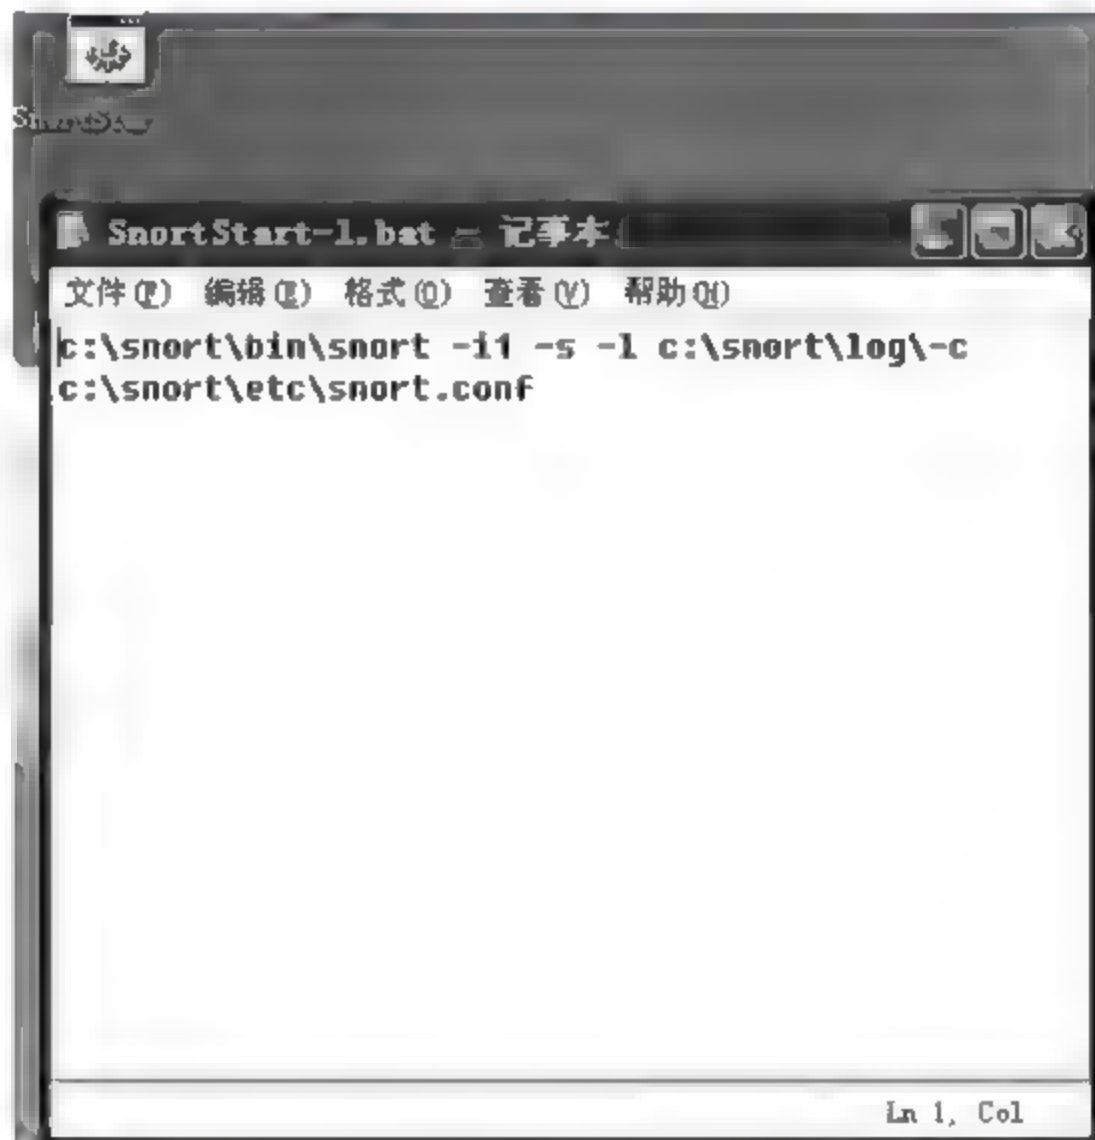 SnortStart-1.bat - 记事本
文件(F) 编辑(E) 格式(O) 查看(V) 帮助(H)
c:\snort\bin\snort -i1 -s -l c:\snort\log\-c
c:\snort\etc\snort.conf
Ln 1, Col